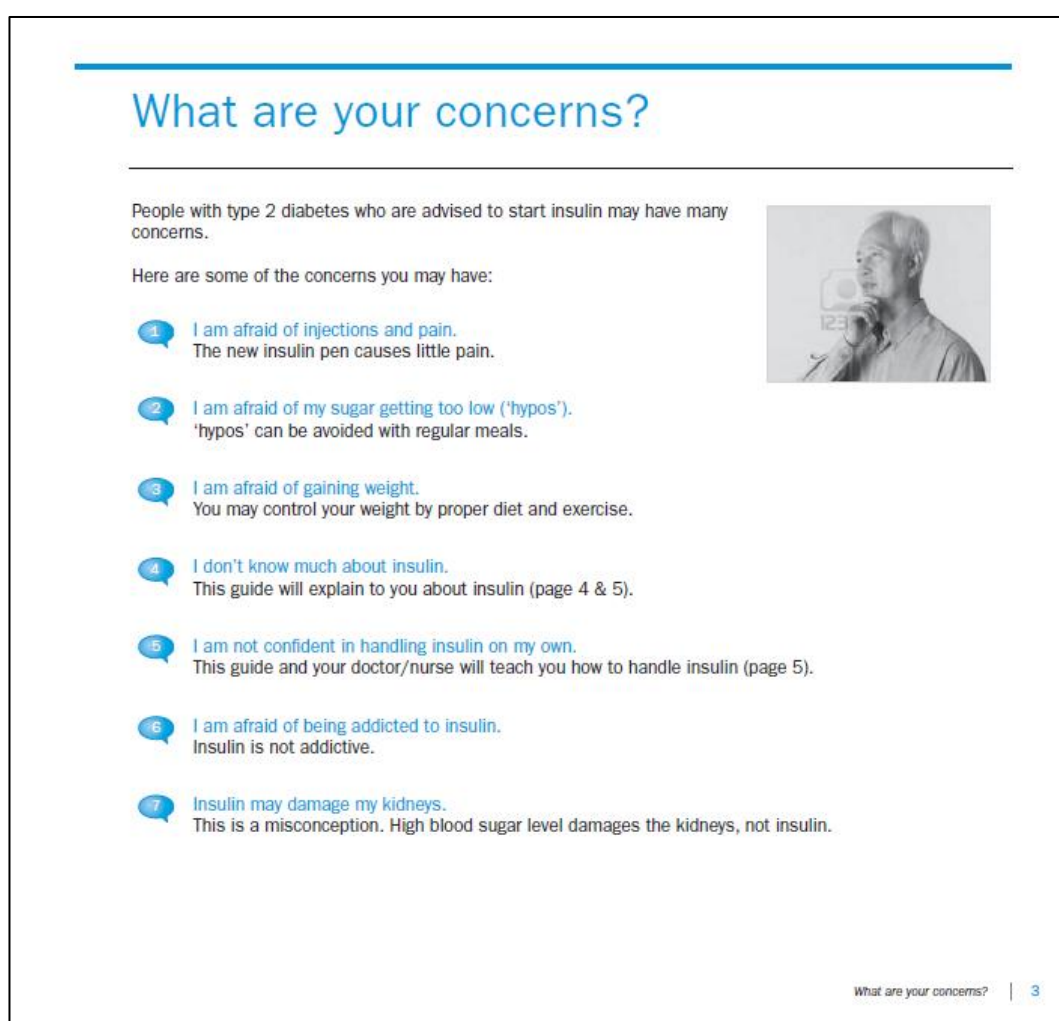 What are your concerns?
People with type 2 diabetes who are advised to start insulin may have many
concerns.
Here are some of the concerns you may have:
1 I am afraid of injections and pain.
The new insulin pen causes little pain.
2 I am afraid of my sugar getting too low (‘hypos’).
‘hypos’ can be avoided with regular meals.
3 I am afraid of gaining weight.
You may control your weight by proper diet and exercise.
4 I don’t know much about insulin.
This guide will explain to you about insulin (page 4 & 5).
5 I am not confident in handling insulin on my own.
This guide and your doctor/nurse will teach you how to handle insulin (page 5).
6 I am afraid of being addicted to insulin.
Insulin is not addictive.
7 Insulin may damage my kidneys.
This is a misconception. High blood sugar level damages the kidneys, not insulin.
123
What are your concerns? | 3